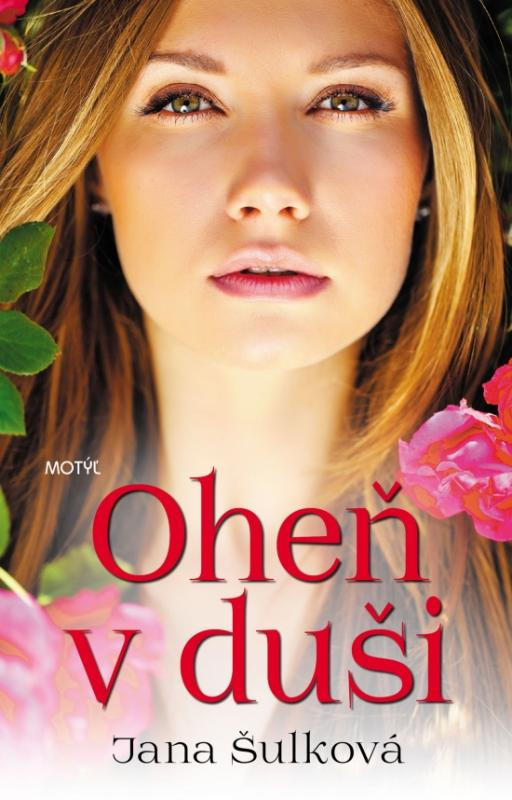 MOTÝĽ
Oheň
v duši
Jana Šulková